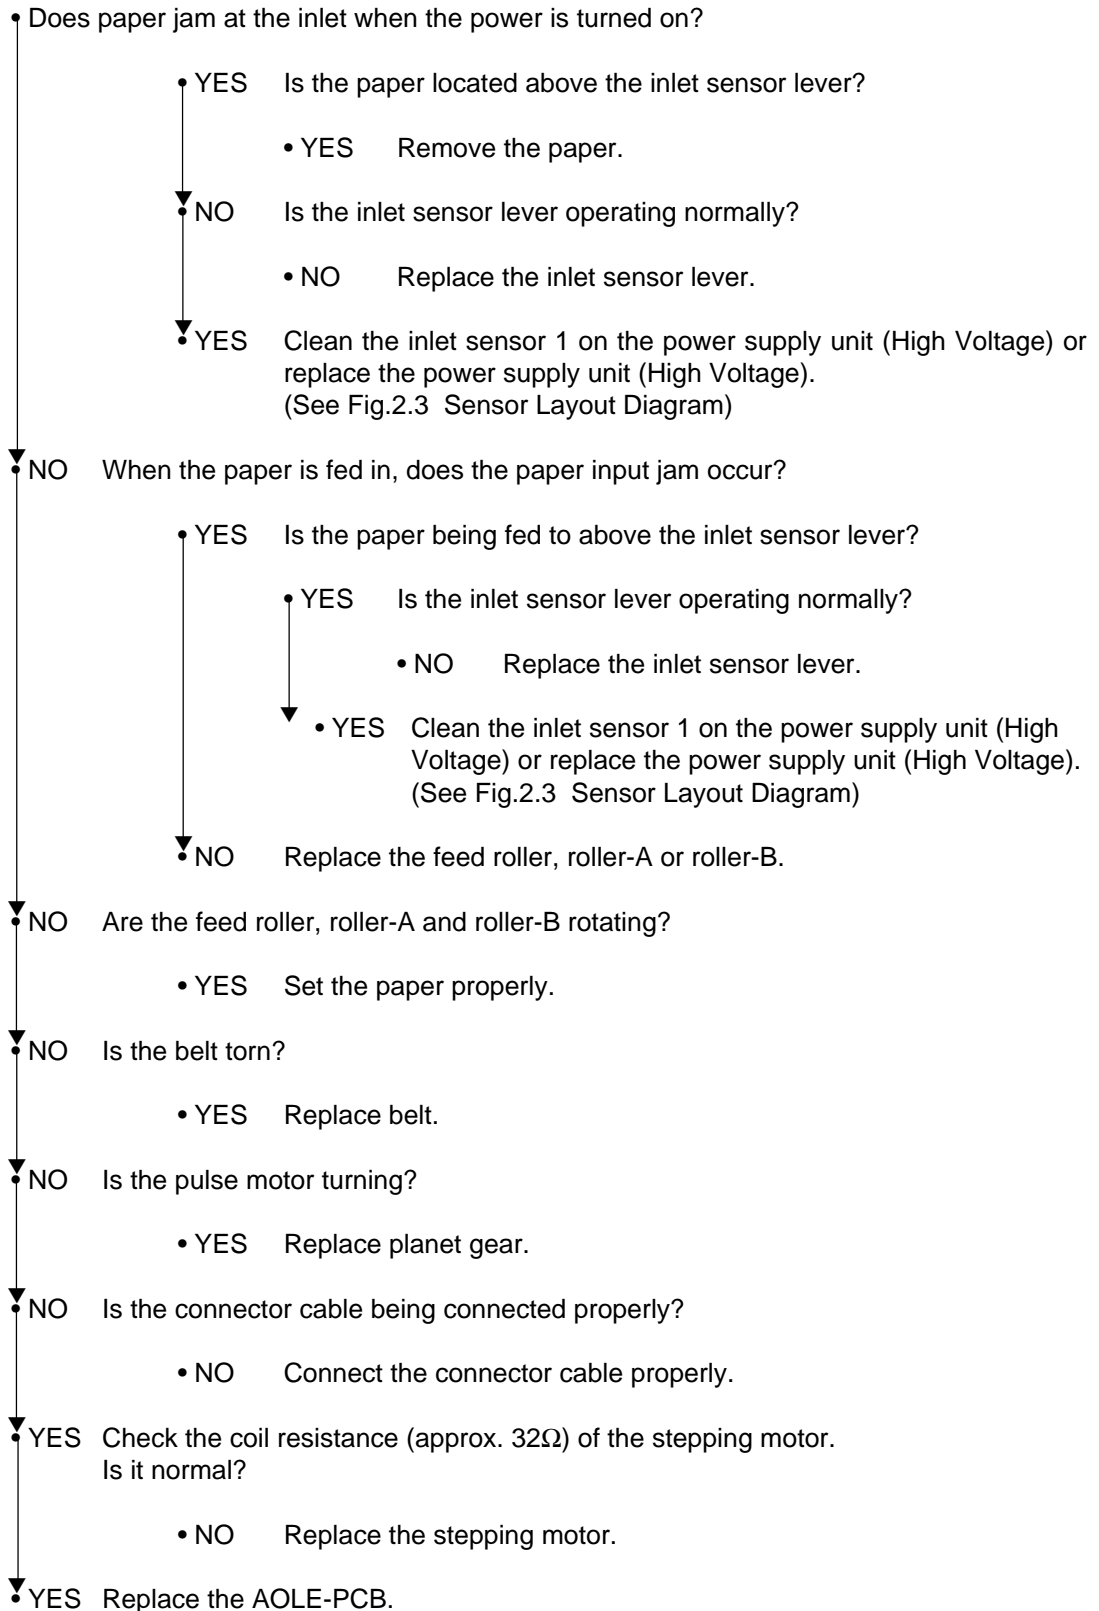 • Does paper jam at the inlet when the power is turned on?
• YES Is the paper located above the inlet sensor lever?
• YES Remove the paper.
• NO Is the inlet sensor lever operating normally?
• NO Replace the inlet sensor lever.
• YES Clean the inlet sensor 1 on the power supply unit (High Voltage) or
replace the power supply unit (High Voltage).
(See Fig.2.3 Sensor Layout Diagram)
• NO When the paper is fed in, does the paper input jam occur?
• YES Is the paper being fed to above the inlet sensor lever?
• YES Is the inlet sensor lever operating normally?
• NO Replace the inlet sensor lever.
• YES Clean the inlet sensor 1 on the power supply unit (High
Voltage) or replace the power supply unit (High Voltage).
(See Fig.2.3 Sensor Layout Diagram)
• NO Replace the feed roller, roller-A or roller-B.
• NO Are the feed roller, roller-A and roller-B rotating?
• YES Set the paper properly.
• NO Is the belt torn?
• YES Replace belt.
• NO Is the pulse motor turning?
• YES Replace planet gear.
• NO Is the connector cable being connected properly?
• NO Connect the connector cable properly.
• YES Check the coil resistance (approx. 32Ω) of the stepping motor.
Is it normal?
• NO Replace the stepping motor.
• YES Replace the AOLE-PCB.